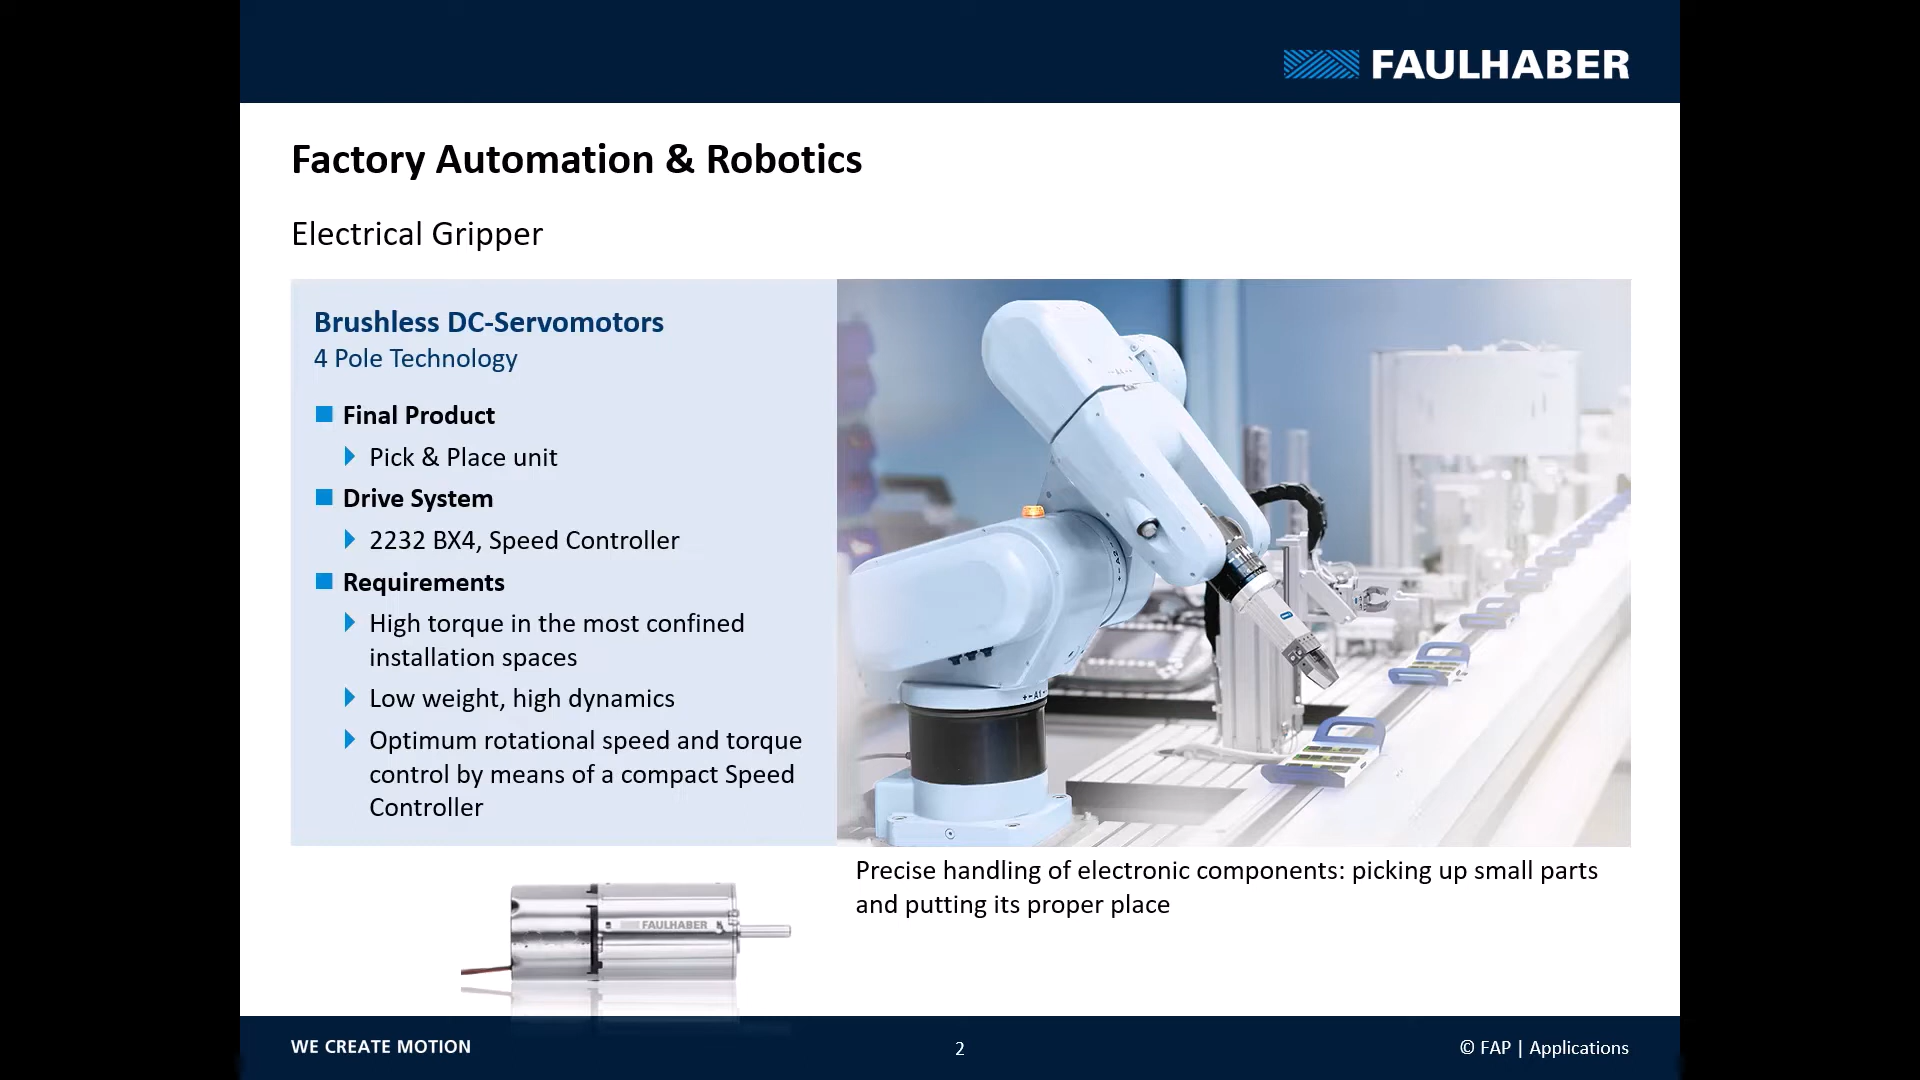 FAULHABER
Factory Automation & Robotics
Electrical Gripper
Brushless DC-Servomotors
4 Pole Technology
Final Product
Pick & Place unit
Drive System
2232 BX4, Speed Controller
Requirements
High torque in the most confined
installation spaces
Low weight, high dynamics
Optimum rotational speed and torque
control by means of a compact Speed
Controller
Precise handling of electronic components: picking up small parts
and putting its proper place
FAULHABER
WE CREATE MOTION
2
© FAP | Applications